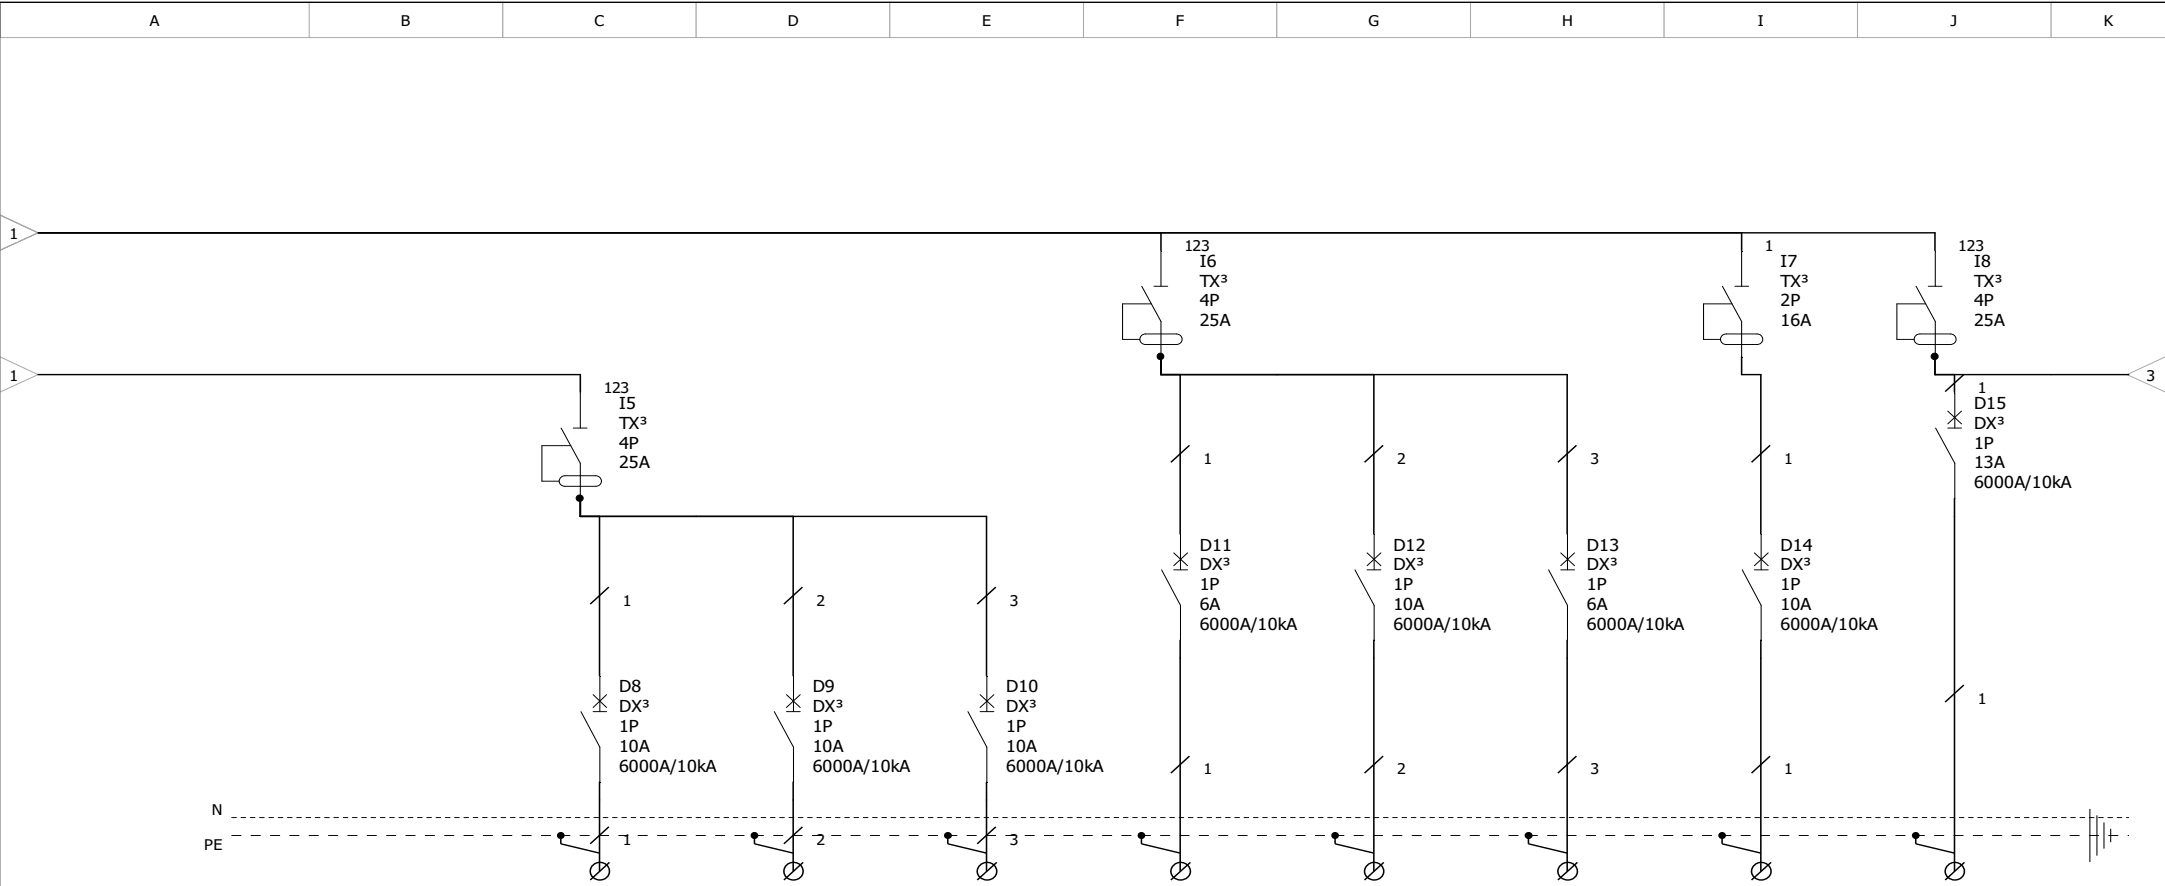 A B C D E F G H I J K
1
123
I6
TX³
4P
25A
1
I7
TX³
2P
16A
123
I8
TX³
4P
25A
1
123
I5
TX³
4P
25A
1
D15
DX³
1P
13A
6000A/10kA
3
1
2
3
1
D11
DX³
1P
6A
6000A/10kA
D12
DX³
1P
10A
6000A/10kA
D13
DX³
1P
6A
6000A/10kA
D14
DX³
1P
10A
6000A/10kA
1
2
3
D8
DX³
1P
10A
6000A/10kA
D9
DX³
1P
10A
6000A/10kA
D10
DX³
1P
10A
6000A/10kA
1
1
2
3
1
N
PE
1
2
3